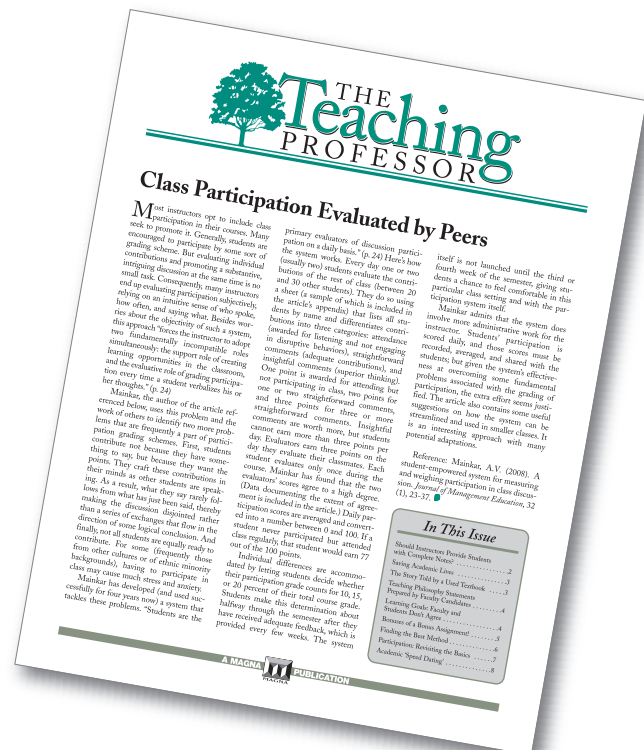 THE
Teaching
PROFESSOR
Class Participation Evaluated by Peers
Most instructors opt to include class
participation in their courses. Many
seek to promote it. Generally, students are
encouraged to participate by some sort of
grading scheme. But evaluating individual
contributions and promoting a substantive,
intriguing discussion at the same time is no
small task. Consequently, many instructors
end up evaluating participation subjectively,
relying on an intuitive sense of who spoke,
how often, and saying what. Besides wor-
ries about the objectivity of such a system,
this approach "forces the instructor to adopt
two fundamentally incompatible roles
simultaneously: the support role of creating
learning opportunities in the classroom,
and the evaluative role of grading participa-
tion every time a student verbalizes his or
her thoughts." (p. 24)
Mainkar, the author of the article ref-
erenced below, uses this problem and the
work of others to identify two more prob-
lems that are frequently a part of partici-
pation grading schemes. First, students
contribute not because they have some-
thing to say, but because they want the
points. They craft these contributions in
their minds as other students are speak-
ing. As a result, what they say rarely fol-
lows from what has just been said, thereby
making the discussion disjointed rather
than a series of exchanges that flow in the
direction of some logical conclusion. And
finally, not all students are equally ready to
contribute. For some (frequently those
from other cultures or of ethnic minority
backgrounds), having to participate in
class may cause much stress and anxiety.
Mainkar has developed (and used suc-
cessfully for four years now) a system that
tackles these problems. "Students are the
primary evaluators of discussion partici-
pation on a daily basis." (p. 24) Here's how
the system works. Every day one or two
(usually two) students evaluate the contri-
butions of the rest of class (between 20
and 30 other students). They do so using
a sheet (a sample of which is included in
the article's appendix) that lists all stu-
dents by name and differentiates contri-
butions into three categories: attendance
(awarded for listening and not engaging
in disruptive behaviors), straightforward
comments (adequate contributions), and
insightful comments (superior thinking).
One point is awarded for attending but
not participating in class, two points for
one or two straightforward comments,
and three points for three or more
straightforward comments. Insightful
comments are worth more, but students
cannot earn more than three points per
day. Evaluators earn three points on the
day they evaluate their classmates. Each
student evaluates only once during the
course. Mainkar has found that the two
evaluators' scores agree to a high degree.
(Data documenting the extent of agree-
ment is included in the article.) Daily par-
ticipation scores are averaged and convert-
ed into a number between 0 and 100. If a
student never participated but attended
class regularly, that student would earn 77
out of the 100 points.
Individual differences are accommo-
dated by letting students decide whether
their participation grade counts for 10, 15,
or 20 percent of their total course grade.
Students make this determination about
halfway through the semester after they
have received adequate feedback, which is
provided every few weeks. The system
itself is not launched until the third or
fourth week of the semester, giving stu-
dents a chance to feel comfortable in this
particular class setting and with the par-
ticipation system itself.
Mainkar admits that the system does
involve more administrative work for the
instructor. Students' participation is
scored daily, and those scores must be
recorded, averaged, and shared with the
students; but given the system's effective-
ness at overcoming some fundamental
problems associated with the grading of
participation, the extra effort seems justi-
fied. The article also contains some useful
suggestions on how the system can be
streamlined and used in smaller classes. It
is an interesting approach with many
potential adaptations.
Reference: Mainkar, A.V. (2008). A
student-empowered system for measuring
and weighing participation in class discus-
sion. Journal of Management Education, 32
(1), 23-37.
In This Issue
Should Instructors Provide Students
with Complete Notes? . . . . . . . . . . . . .2
Saving Academic Lives . . . . . . . . . . . .3
The Story Told by a Used Textbook . . . .3
Teaching Philosophy Statements
Prepared by Faculty Candidates . . . . . . .4
Learning Goals: Faculty and
Students Don't Agree . . . . . . . . . . . . .4
Bonuses of a Bonus Assignment! . . . . . .5
Finding the Best Method . . . . . . . . . . .6
Participation: Revisiting the Basics . . . . .7
Academic 'Speed Dating' . . . . . . . . . . .8
A MAGNA
MAGNA
PUBLICATION